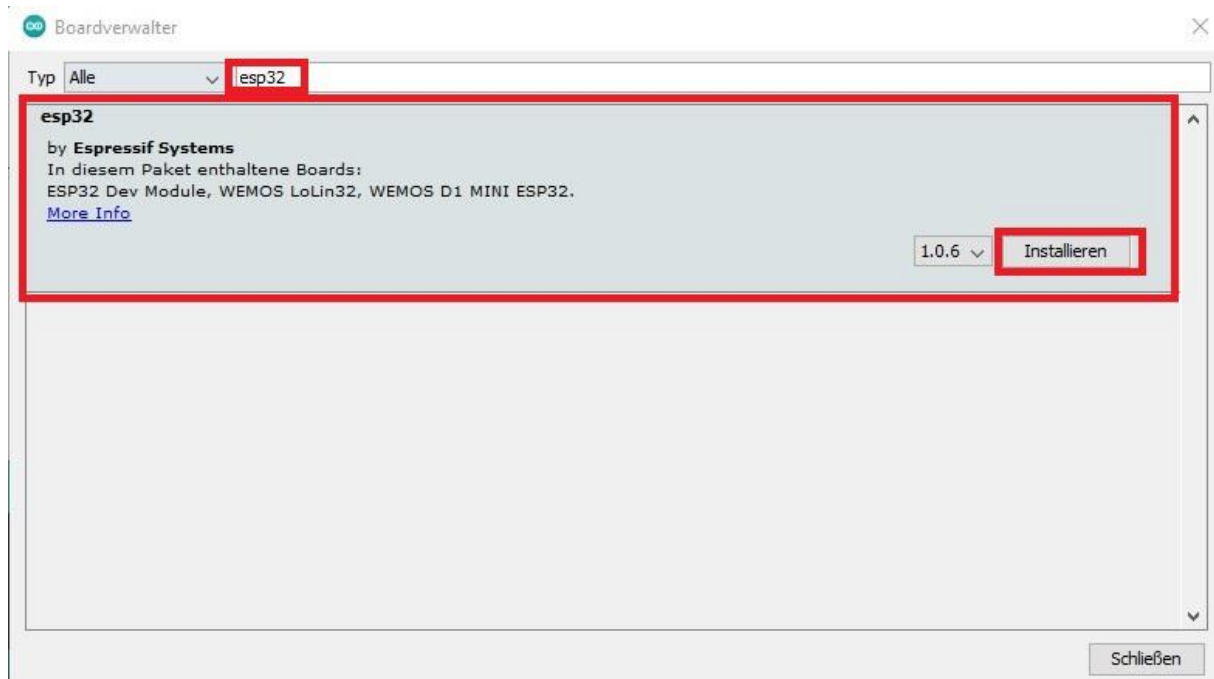 Boardverwalter
Typ Alle esp32
esp32
by Espressif Systems
In diesem Paket enthaltene Boards:
ESP32 Dev Module, WEMOS LoLin32, WEMOS D1 MINI ESP32.
More Info
1.0.6 Installieren
Schließen